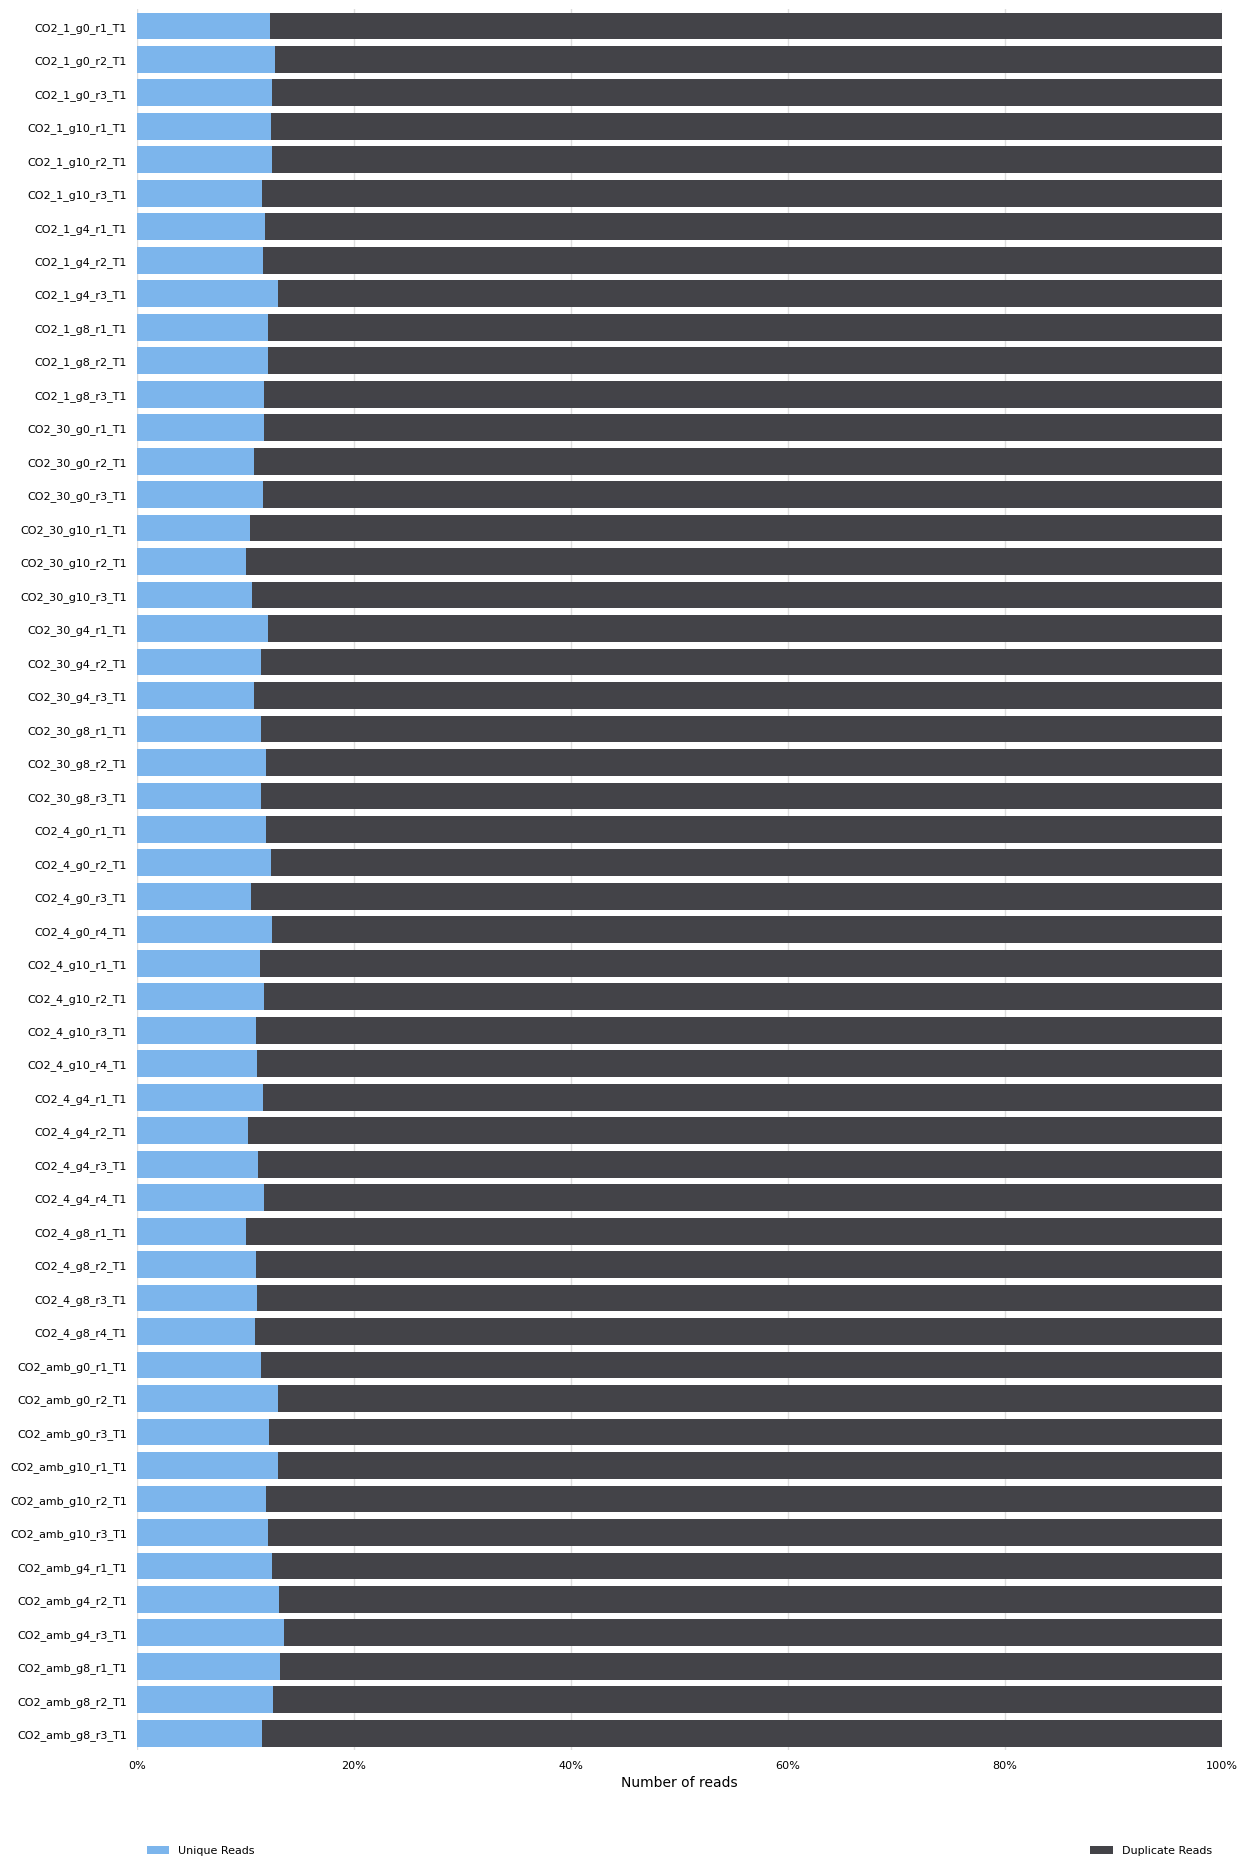 CO2_1_g0_r1_T1
CO2_1_g0_r2_T1
CO2_1_g0_r3_T1
CO2_1_g10_r1_T1
CO2_1_g10_r2_T1
CO2_1_g10_r3_T1
CO2_1_g4_r1_T1
CO2_1_g4_r2_T1
CO2_1_g4_r3_T1
CO2_1_g8_r1_T1
CO2_1_g8_r2_T1
CO2_1_g8_r3_T1
CO2_30_g0_r1_T1
CO2_30_g0_r2_T1
CO2_30_g0_r3_T1
CO2_30_g10_r1_T1
CO2_30_g10_r2_T1
CO2_30_g10_r3_T1
CO2_30_g4_r1_T1
CO2_30_g4_r2_T1
CO2_30_g4_r3_T1
CO2_30_g8_r1_T1
CO2_30_g8_r2_T1
CO2_30_g8_r3_T1
CO2_4_g0_r1_T1
CO2_4_g0_r2_T1
CO2_4_g0_r3_T1
CO2_4_g0_r4_T1
CO2_4_g10_r1_T1
CO2_4_g10_r2_T1
CO2_4_g10_r3_T1
CO2_4_g10_r4_T1
CO2_4_g4_r1_T1
CO2_4_g4_r2_T1
CO2_4_g4_r3_T1
CO2_4_g4_r4_T1
CO2_4_g8_r1_T1
CO2_4_g8_r2_T1
CO2_4_g8_r3_T1
CO2_4_g8_r4_T1
CO2_amb_g0_r1_T1
CO2_amb_g0_r2_T1
CO2_amb_g0_r3_T1
CO2_amb_g10_r1_T1
CO2_amb_g10_r2_T1
CO2_amb_g10_r3_T1
CO2_amb_g4_r1_T1
CO2_amb_g4_r2_T1
CO2_amb_g4_r3_T1
CO2_amb_g8_r1_T1
CO2_amb_g8_r2_T1
CO2_amb_g8_r3_T1
0% 20% 40% 60% 80% 100%
Number of reads
Unique Reads Duplicate Reads